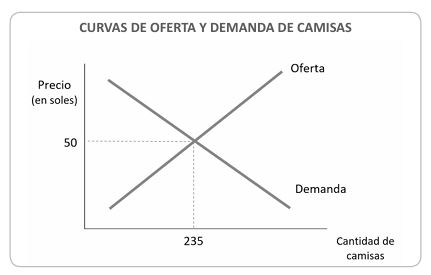 CURVAS DE OFERTA Y DEMANDA DE CAMISAS
Oferta
Precio
(en soles)
50
Demanda
235
Cantidad de
camisas